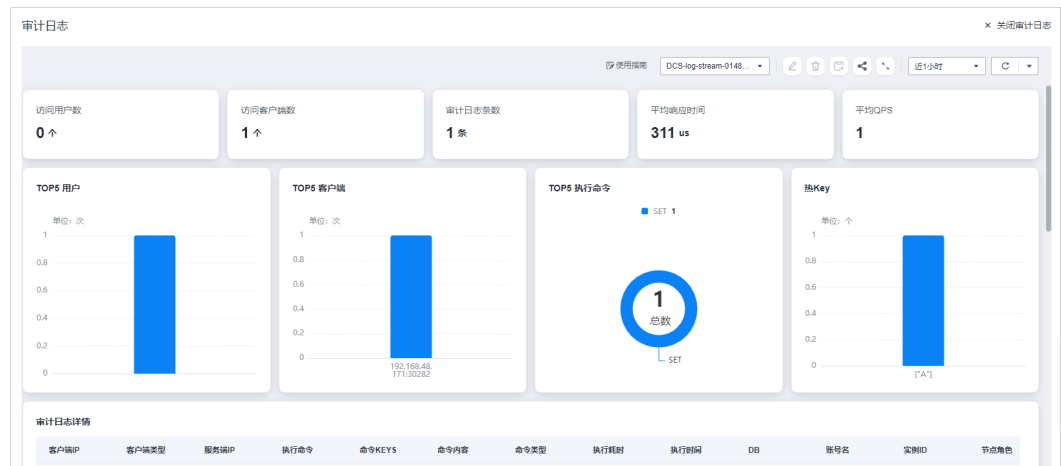 审计日志
× 关闭审计日志
使用指南
DCS-log-stream-0148...
近1小时
访问用户数
0 个
访问客户端数
1 个
审计日志条数
1 条
平均响应时间
311 us
平均QPS
1
TOP5 用户
单位：次
1
0.8
0.6
0.4
0.2
0
TOP5 客户端
单位：次
1
0.8
0.6
0.4
0.2
0
192.168.48.
171:30282
TOP5 执行命令
SET 1
1
总数
SET
热Key
单位：个
1
0.8
0.6
0.4
0.2
0
["A"]
审计日志详情
客户端IP 客户端类型 服务端IP 执行命令 命令KEYS 命令内容 命令类型 执行耗时 执行时间 DB 账号名 实例ID 节点角色